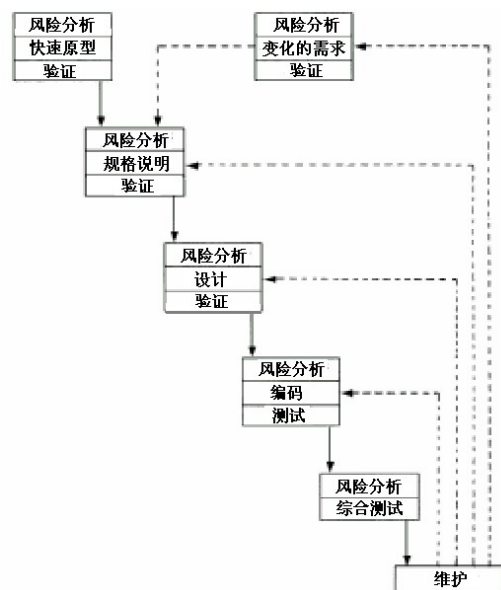 风险分析
快速原型
验证
风险分析
变化的需求
验证
风险分析
规格说明
验证
风险分析
设计
验证
风险分析
编码
测试
风险分析
综合测试
维护